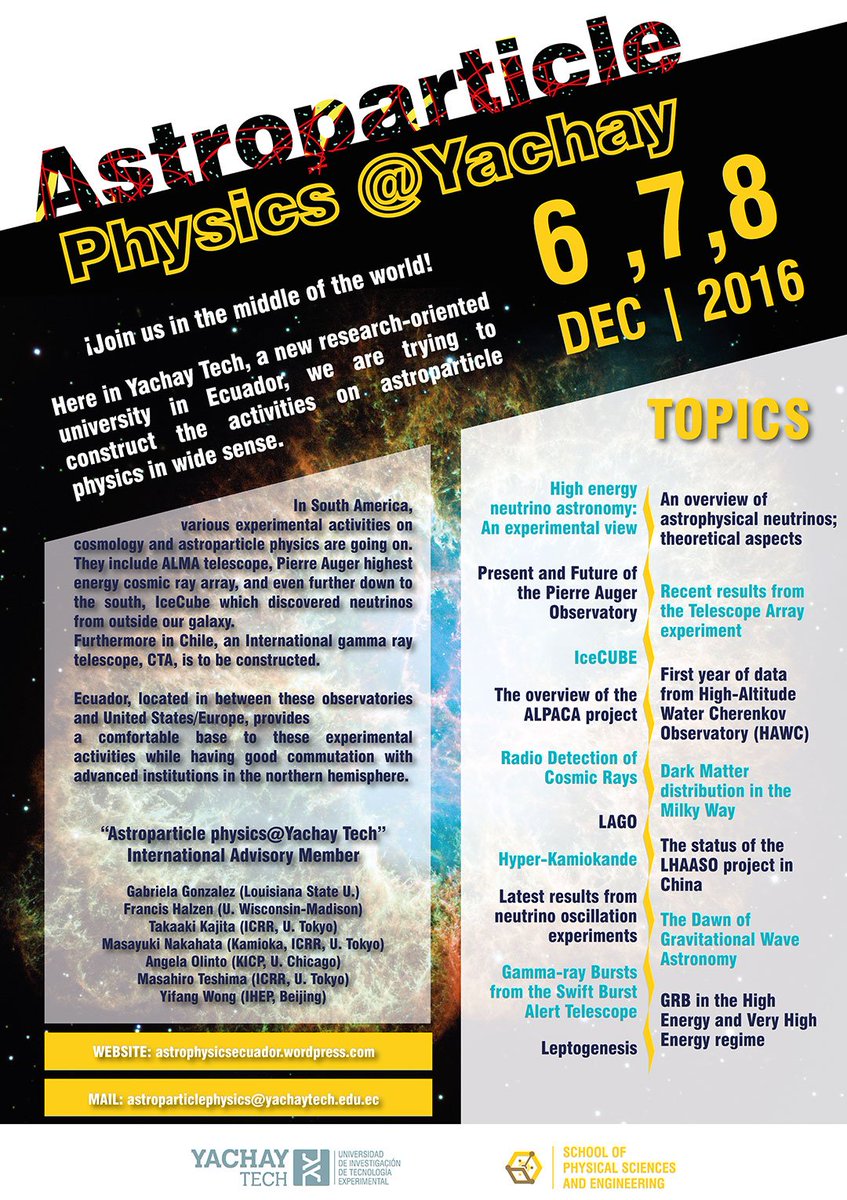 Astroparticle
Physics @Yachay
6 ,7,8
DEC | 2016
¡Join us in the middle of the world!
Here in Yachay Tech, a new research-oriented
university in Ecuador, we are trying to
construct the activities on astroparticle
physics in wide sense.
In South America,
various experimental activities on
cosmology and astroparticle physics are going on.
They include ALMA telescope, Pierre Auger highest
energy cosmic ray array, and even further down to
the south, IceCube which discovered neutrinos
from outside our galaxy.
Furthermore in Chile, an International gamma ray
telescope, CTA, is to be constructed.
Ecuador, located in between these observatories
and United States/Europe, provides
a comfortable base to these experimental
activities while having good commutation with
advanced institutions in the northern hemisphere.
“Astroparticle physics@Yachay Tech”
International Advisory Member
Gabriela Gonzalez (Louisiana State U.)
Francis Halzen (U. Wisconsin-Madison)
Takaaki Kajita (ICRR, U. Tokyo)
Masayuki Nakahata (Kamioka, ICRR, U. Tokyo)
Angela Olinto (KICP, U. Chicago)
Masahiro Teshima (ICRR, U. Tokyo)
Yifang Wong (IHEP, Beijing)
WEBSITE: astrophysicsecuador.wordpress.com
MAIL: astroparticlephysics@yachaytech.edu.ec
TOPICS
High energy
neutrino astronomy:
An experimental view
Present and Future of
the Pierre Auger
Observatory
IceCUBE
The overview of the
ALPACA project
Radio Detection of
Cosmic Rays
LAGO
Hyper-Kamiokande
Latest results from
neutrino oscillation
experiments
Gamma-ray Bursts
from the Swift Burst
Alert Telescope
Leptogenesis
An overview of
astrophysical neutrinos;
theoretical aspects
Recent results from
the Telescope Array
experiment
First year of data
from High-Altitude
Water Cherenkov
Observatory (HAWC)
Dark Matter
distribution in the
Milky Way
The status of the
LHAASO project in
China
The Dawn of
Gravitational Wave
Astronomy
GRB in the High
Energy and Very High
Energy regime
YACHAY
TECH
UNIVERSIDAD
DE INVESTIGACIÓN
DE TECNOLOGÍA
EXPERIMENTAL
SCHOOL OF
PHYSICAL SCIENCES
AND ENGINEERING